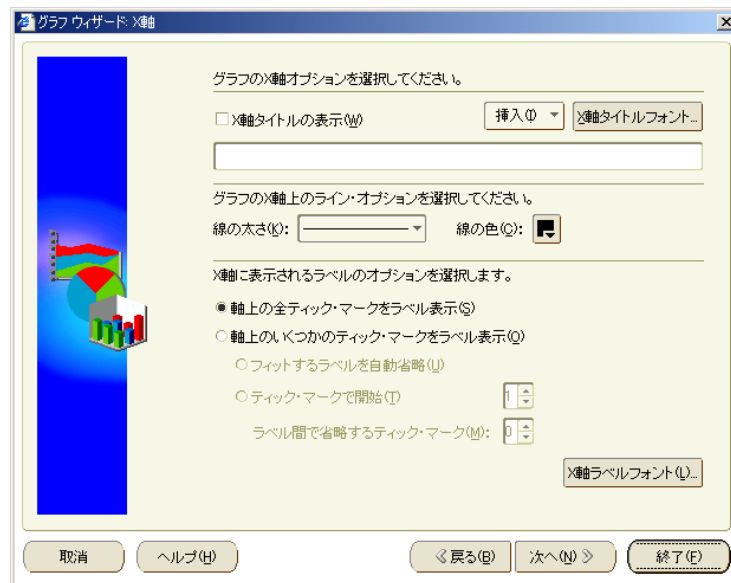 グラフ ウィザード: X軸
グラフのX軸オプションを選択してください。
X軸タイトルの表示(W)
挿入(I)
X軸タイトルフォント...
グラフのX軸上のライン・オプションを選択してください。
線の太さ(K):
線の色(C):
X軸に表示されるラベルのオプションを選択します。
軸上の全ティック・マークをラベル表示(S)
軸上のいくつかのティック・マークをラベル表示(O)
フィットするラベルを自動省略(U)
ティック・マークで開始(T)
1
ラベル間で省略するティック・マーク(M):
0
X軸ラベルフォント(L)...
取消
ヘルプ(H)
戻る(B)
次へ(N)
終了(F)